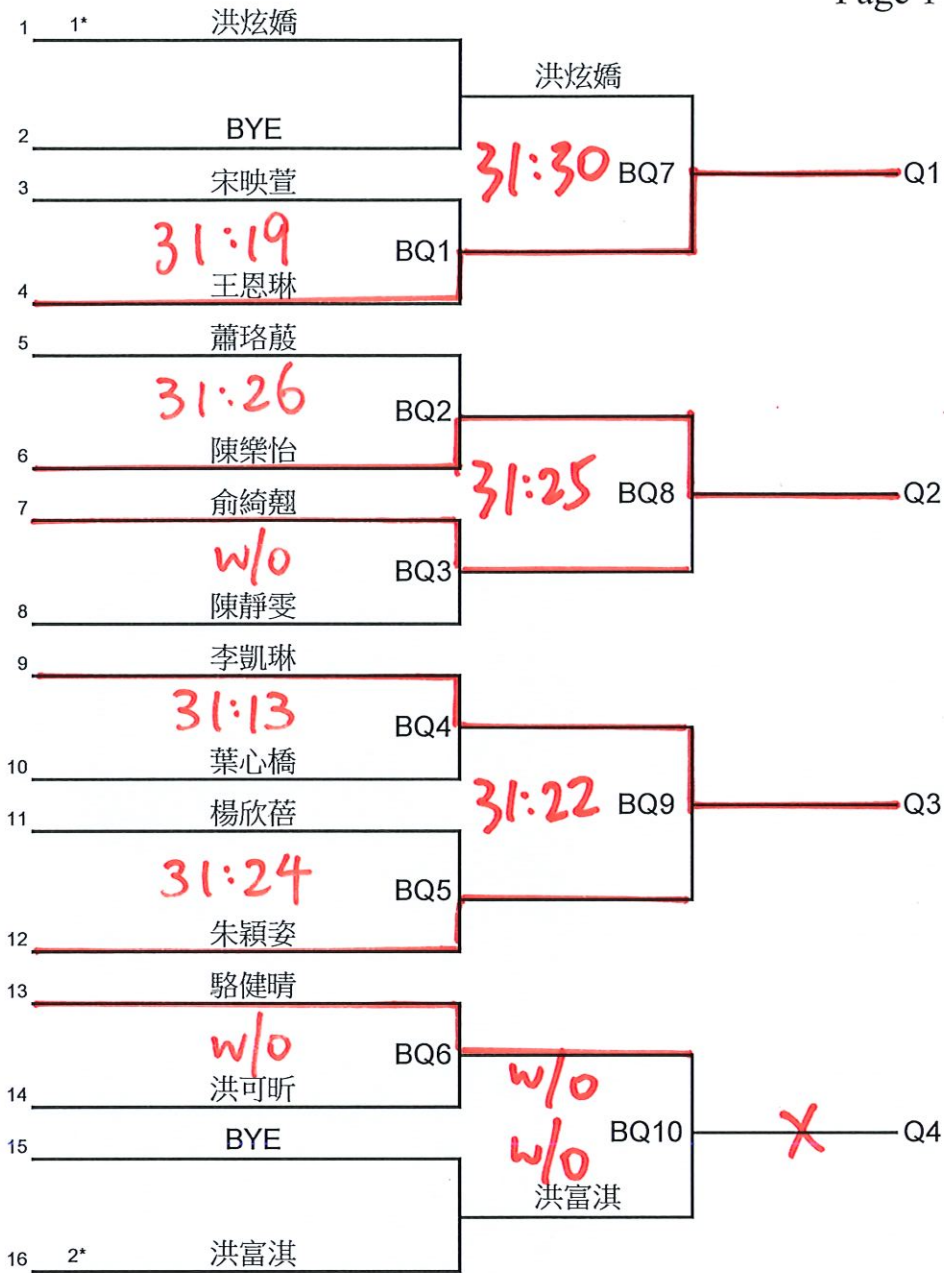 Page 1
1 1* 洪炫嬌
洪炫嬌
2 BYE
31:30 BQ7 Q1
3 宋映萱
31:19 BQ1
4 王恩琳
5 蕭珞蒑
31:26 BQ2
6 陳樂怡
31:25 BQ8 Q2
7 俞綺翹
w/o BQ3
8 陳靜雯
9 李凱琳
31:13 BQ4
10 葉心橋
31:22 BQ9 Q3
11 楊欣蓓
31:24 BQ5
12 朱穎姿
13 駱健晴
w/o BQ6
14 洪可昕
w/o
15 BYE
w/o BQ10 X Q4
洪富淇
16 2* 洪富淇